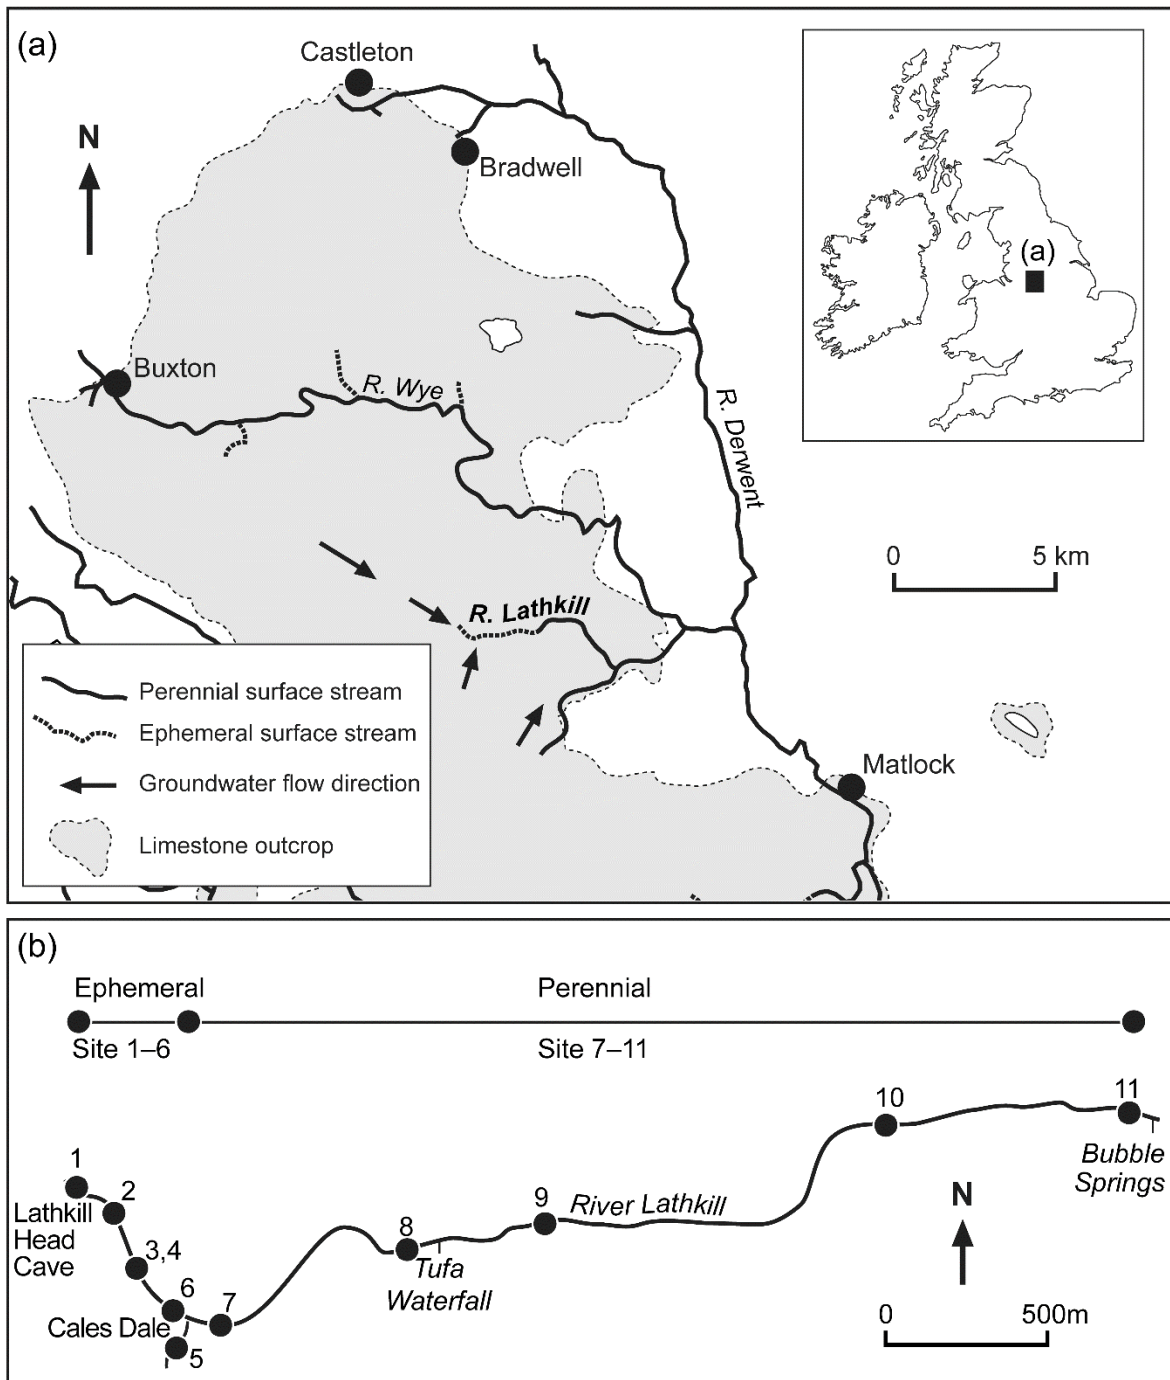 (a)
Castleton
N
Bradwell
(a)
Buxton
R. Wye
R. Derwent
0 5 km
R. Lathkill
Perennial surface stream
Ephemeral surface stream
Groundwater flow direction
Limestone outcrop
Matlock
(b)
Ephemeral Perennial
Site 1–6 Site 7–11
1
2
Lathkill
Head
Cave
3,4
6
7
Cales Dale
5
8
Tufa
Waterfall
9
River Lathkill
10
11
Bubble
Springs
N
0 500m